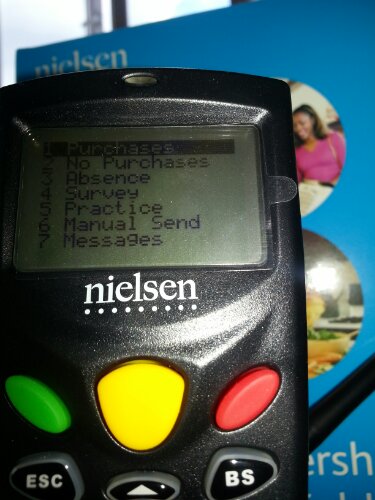 nielsen
1 Purchases
2 No Purchases
3 Absence
4 Survey
5 Practice
6 Manual Send
7 Messages
nielsen
ESC
BS
ersh